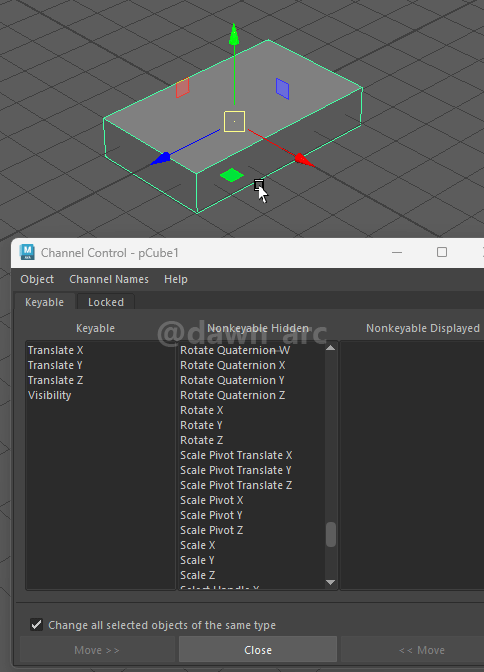 Channel Control - pCube1
Object Channel Names Help
Keyable Locked
Keyable Nonkeyable Hidden Nonkeyable Displayed
@dawn_arc
Translate X
Translate Y
Translate Z
Visibility
Rotate Quaternion W
Rotate Quaternion X
Rotate Quaternion Y
Rotate Quaternion Z
Rotate X
Rotate Y
Rotate Z
Scale Pivot Translate X
Scale Pivot Translate Y
Scale Pivot Translate Z
Scale Pivot X
Scale Pivot Y
Scale Pivot Z
Scale X
Scale Y
Scale Z
Select Handle X
Change all selected objects of the same type
Move >> Close << Move